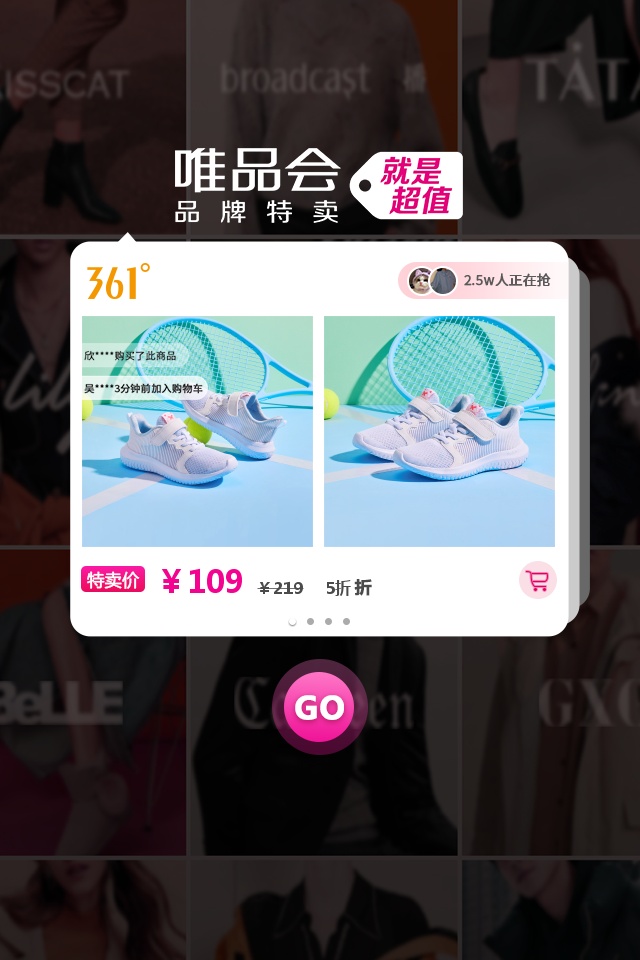 AISSCAT
broadcast 播
TATA
唯品会
品牌特卖
就是
超值
361°
2.5w人正在抢
欣****购买了此商品
吴****3分钟前加入购物车
特卖价
¥109
¥219
5折折
BeLLE
GXG
GO